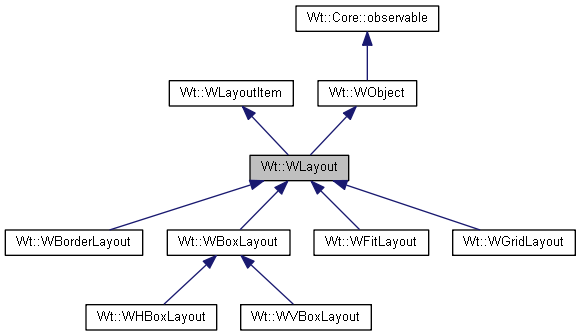 Wt::Core::observable
Wt::WLayoutItem
Wt::WObject
Wt::WLayout
Wt::WBorderLayout
Wt::WBoxLayout
Wt::WFitLayout
Wt::WGridLayout
Wt::WHBoxLayout
Wt::WVBoxLayout